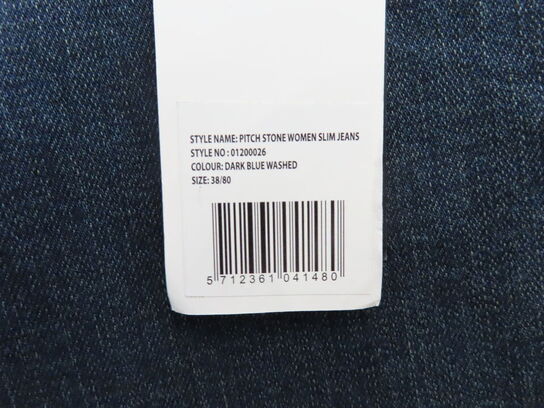 STYLE NAME: PITCH STONE WOMEN SLIM JEANS
STYLE NO : 01200026
COLOUR: DARK BLUE WASHED
SIZE: 38/80
5 712361 041480